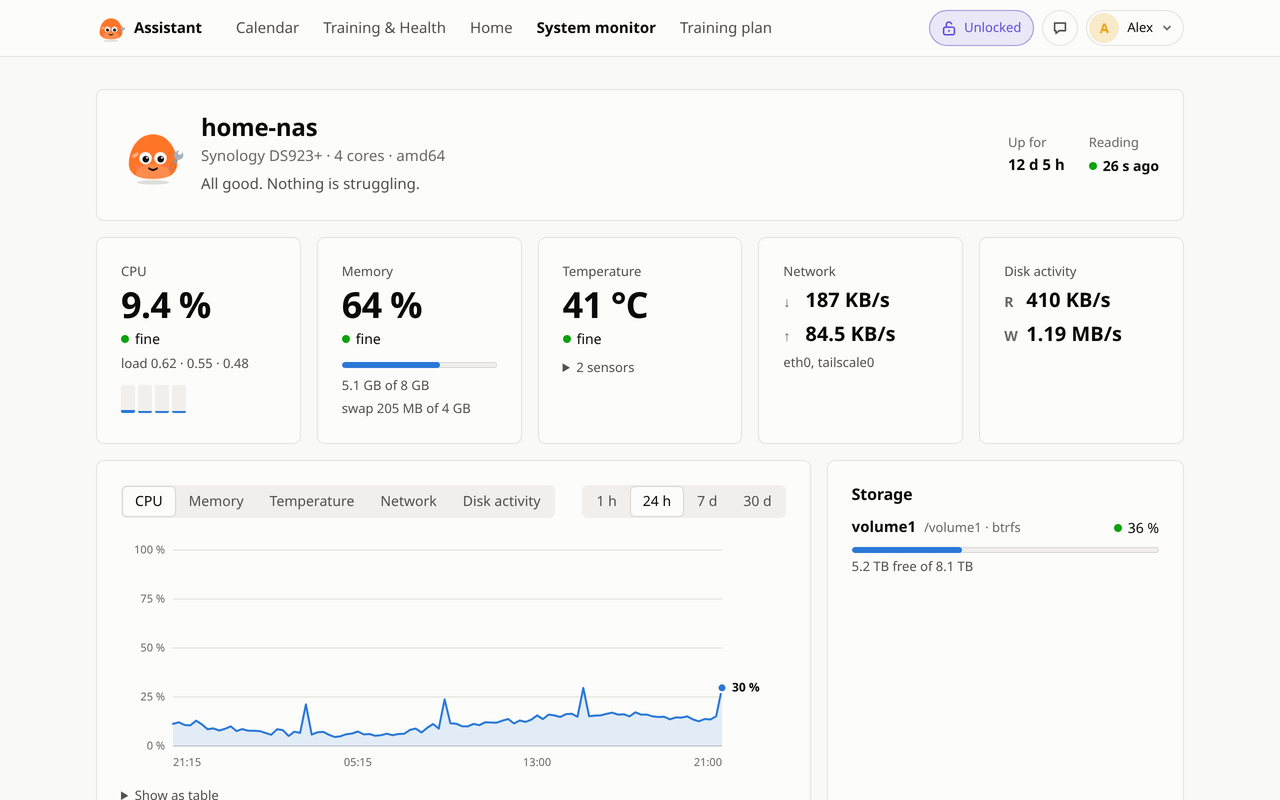 Assistant
Calendar
Training & Health
Home
System monitor
Training plan
Unlocked
A
Alex
home-nas
Synology DS923+ · 4 cores · amd64
All good. Nothing is struggling.
Up for
12 d 5 h
Reading
26 s ago
CPU
9.4 %
fine
load 0.62 · 0.55 · 0.48
Memory
64 %
fine
5.1 GB of 8 GB
swap 205 MB of 4 GB
Temperature
41 °C
fine
2 sensors
Network
↓ 187 KB/s
↑ 84.5 KB/s
eth0, tailscale0
Disk activity
R 410 KB/s
W 1.19 MB/s
CPU
Memory
Temperature
Network
Disk activity
1 h
24 h
7 d
30 d
100 %
75 %
50 %
25 %
0 %
30 %
21:15
05:15
13:00
21:00
Show as table
Storage
volume1 /volume1 · btrfs
36 %
5.2 TB free of 8.1 TB